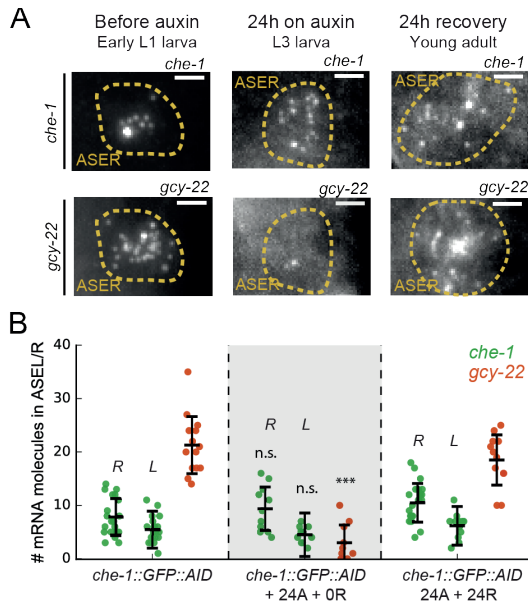 A
Before auxin
Early L1 larva
24h on auxin
L3 larva
24h recovery
Young adult
che-1
che-1
che-1
che-1
ASER
ASER
ASER
gcy-22
gcy-22
gcy-22
gcy-22
ASER
ASER
ASER
B
# mRNA molecules in ASEL/R
40
30
20
10
0
che-1
gcy-22
R
L
R
L
R
L
n.s.
n.s.
***
che-1::GFP::AID
che-1::GFP::AID
+ 24A + 0R
che-1::GFP::AID
24A + 24R